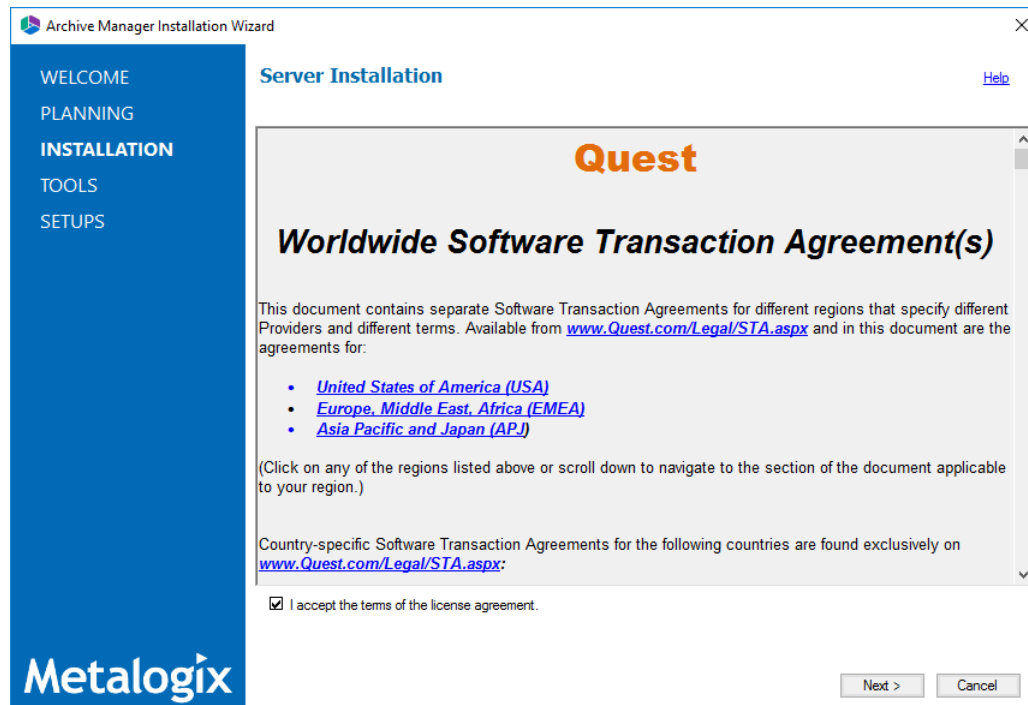 Archive Manager Installation Wizard
WELCOME
PLANNING
INSTALLATION
TOOLS
SETUPS
Metalogix
Server Installation
Help
Quest
Worldwide Software Transaction Agreement(s)
This document contains separate Software Transaction Agreements for different regions that specify different
Providers and different terms. Available from www.Quest.com/Legal/STA.aspx and in this document are the
agreements for:
• United States of America (USA)
• Europe, Middle East, Africa (EMEA)
• Asia Pacific and Japan (APJ)
(Click on any of the regions listed above or scroll down to navigate to the section of the document applicable
to your region.)
Country-specific Software Transaction Agreements for the following countries are found exclusively on
www.Quest.com/Legal/STA.aspx:
I accept the terms of the license agreement.
Next >
Cancel